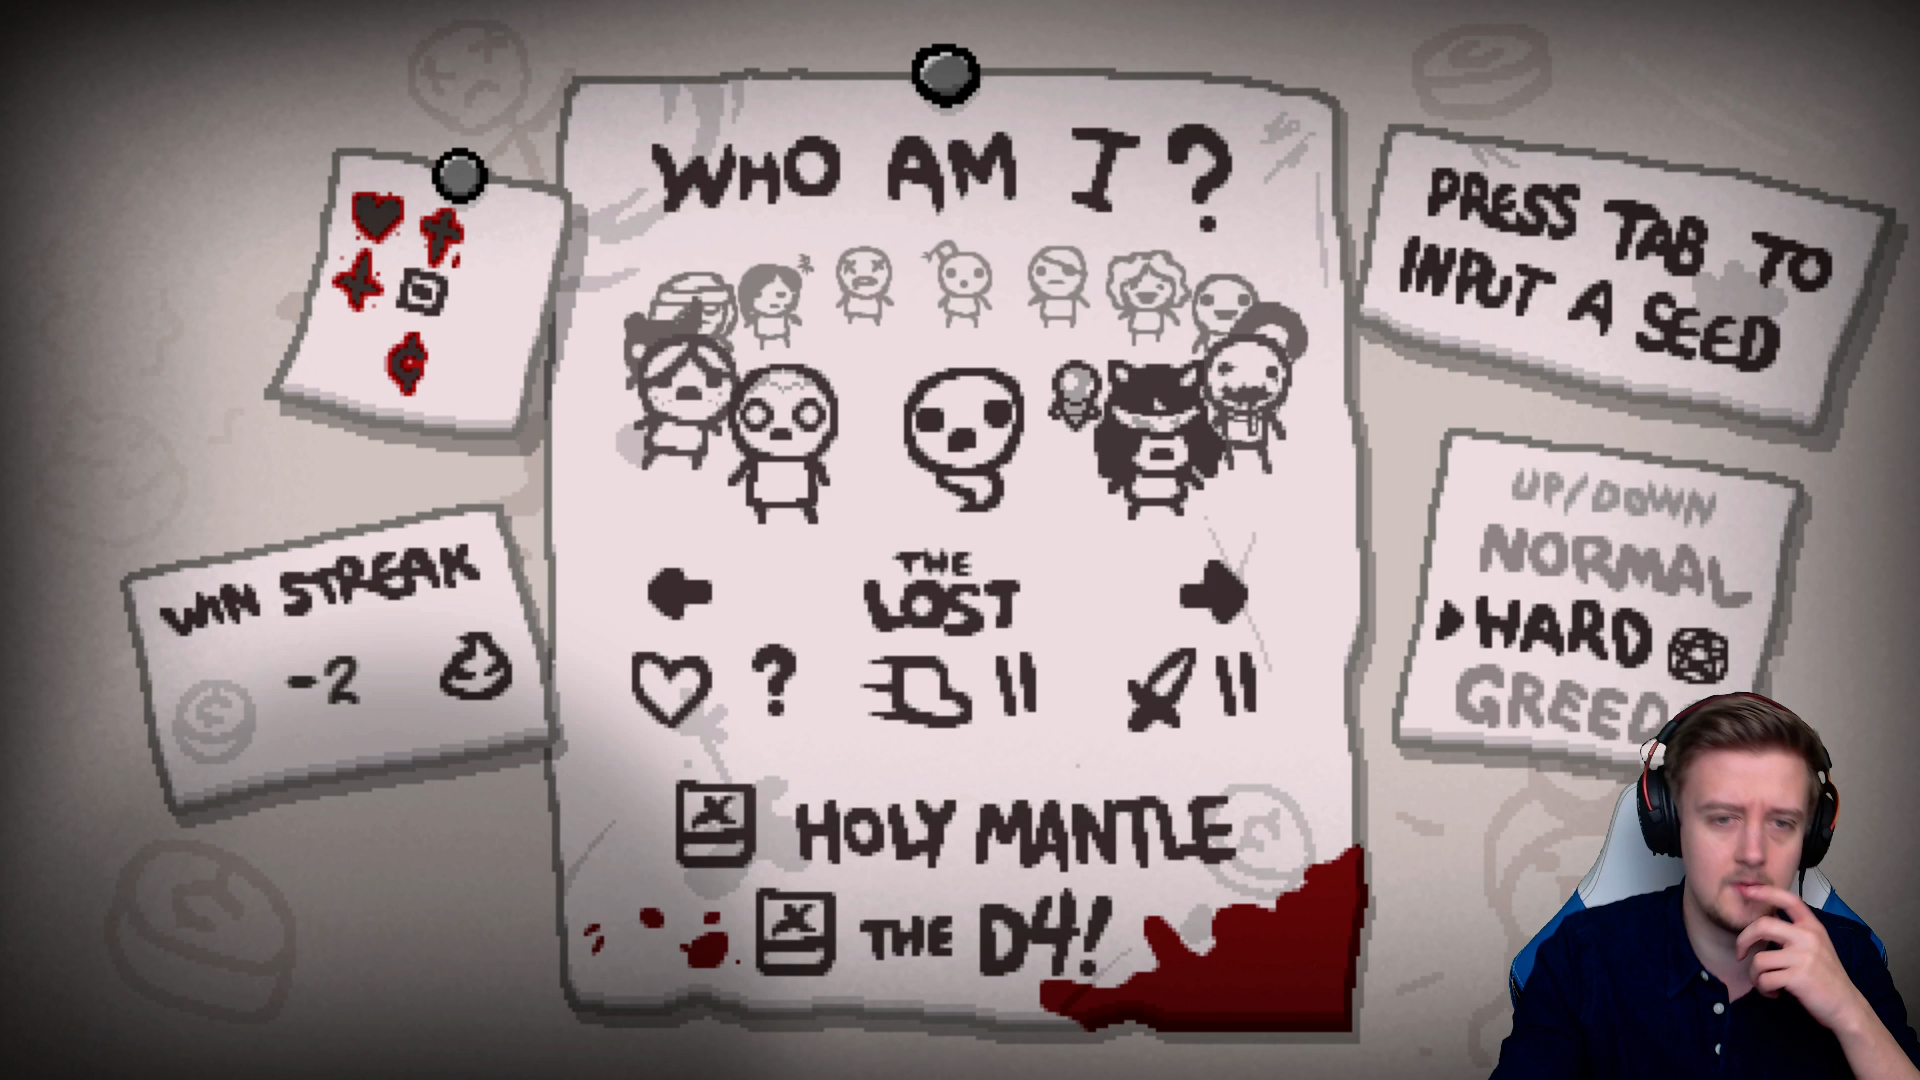 WHO AM I?
PRESS TAB TO
INPUT A SEED
WIN STREAK
-2
THE
LOST
?
UP/DOWN
NORMAL
HARD
GREED
HOLY MANTLE
THE D4!